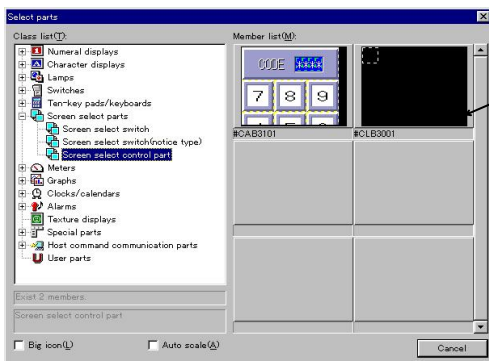 Select parts
Class list(T):
Member list(M):
Numeral displays
Character displays
Lamps
Switches
Ten-key pads/keyboards
Screen select parts
Screen select switch
Screen select switch(notice type)
Screen select control part
Meters
Graphs
Clocks/calendars
Alarms
Texture displays
Special parts
Host command communication parts
User parts
CODE ****
7 8 9
#CAB3101
#CLB3001
Exist 2 members.
Screen select control part
Big icon(L)
Auto scale(A)
Cancel